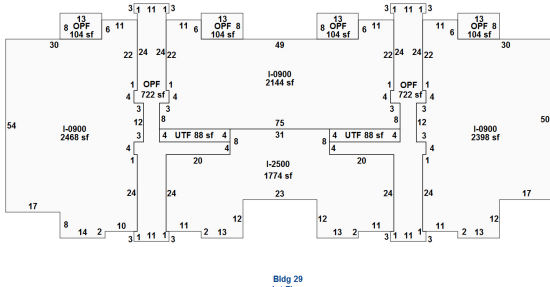 3 1 11 1 3
3 1 11 1 3
13 13 13 13
8 OPF 6 11 11 6 OPF 8 8 OPF 6 11 11 6 OPF 8
104 sf 104 sf 104 sf 104 sf
30 49 30
22 24 24 22 22 24 24 22
OPF OPF
722 sf 722 sf
I-0900
2144 sf
1 1 1 1
4 4 4 4
3 3 3 3
54 12 8 8 12 50
75
I-0900 4 UTF 88 sf 4 31 4 UTF 88 sf 4 I-0900
2468 sf 2398 sf
3 3
4 4 8 8 4 4
1 20 20 1
I-2500
1774 sf
24 24 23 24 24
17 17
8 12 12 12
14 2 10 11 2 13 13 2 11 2 13
3 1 11 1 3 3 1 11 1 3
Bldg 29